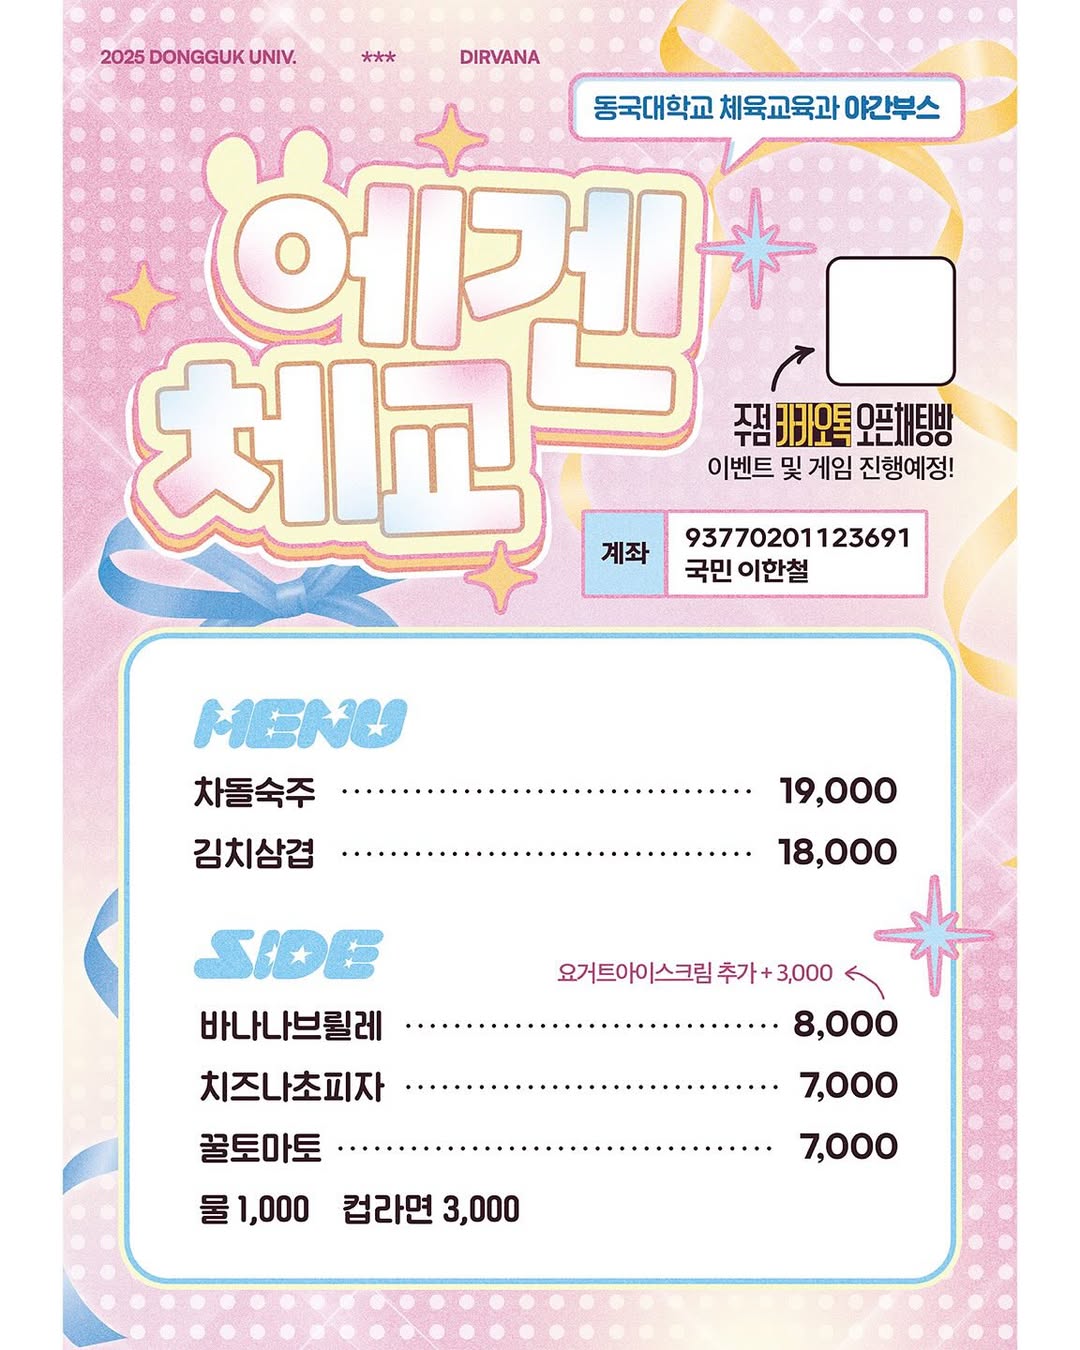 2025 DONGGUK UNIV. *** DIRVANA
동국대학교 체육교육과 야간부스
에겐
체교
주점 카카오톡 오픈채팅방
이벤트 및 게임 진행예정!
계좌
93770201123691
국민 이한철
MENU
차돌숙주 19,000
김치삼겹 18,000
SIDE
요거트아이스크림 추가 + 3,000
바나나브륄레 8,000
치즈나초피자 7,000
꿀토마토 7,000
물 1,000 컵라면 3,000